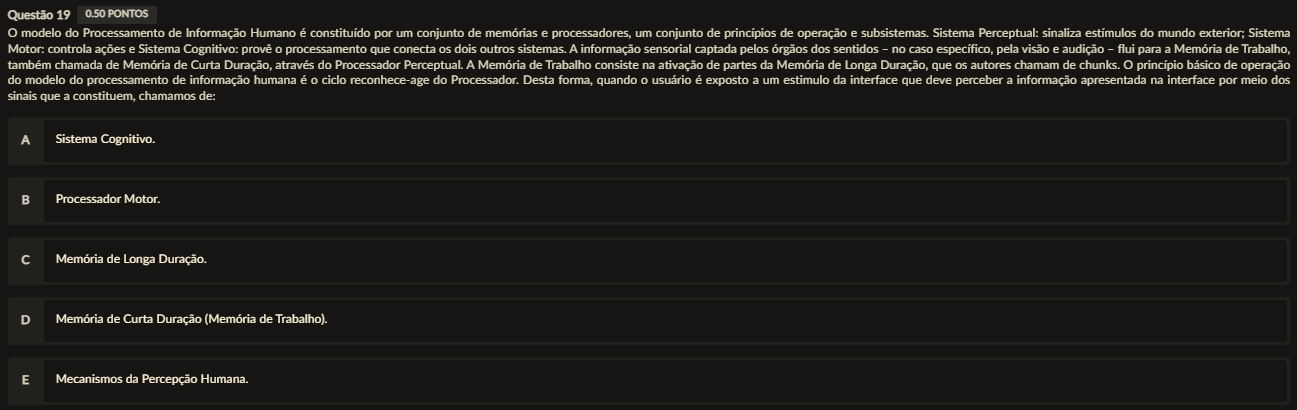 Questão 19 0.50 PONTOS
O modelo do Processamento de Informação Humano é constituído por um conjunto de memórias e processadores, um conjunto de princípios de operação e subsistemas. Sistema Perceptual: sinaliza estímulos do mundo exterior; Sistema
Motor: controla ações e Sistema Cognitivo: provê o processamento que conecta os dois outros sistemas. A informação sensorial captada pelos órgãos dos sentidos – no caso específico, pela visão e audição – flui para a Memória de Trabalho,
também chamada de Memória de Curta Duração, através do Processador Perceptual. A Memória de Trabalho consiste na ativação de partes da Memória de Longa Duração, que os autores chamam de chunks. O princípio básico de operação
do modelo do processamento de informação humana é o ciclo reconhece-age do Processador. Desta forma, quando o usuário é exposto a um estimulo da interface que deve perceber a informação apresentada na interface por meio dos
sinais que a constituem, chamamos de:
A Sistema Cognitivo.
B Processador Motor.
C Memória de Longa Duração.
D Memória de Curta Duração (Memória de Trabalho).
E Mecanismos da Percepção Humana.